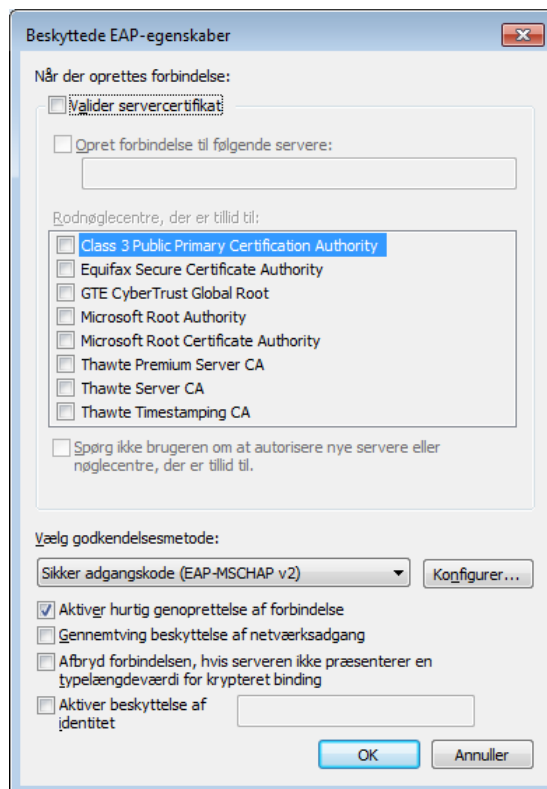 Beskyttede EAP-egenskaber
Når der oprettes forbindelse:
Valider servercertifikat
Opret forbindelse til følgende servere:
Rodnøglecentre, der er tillid til:
Class 3 Public Primary Certification Authority
Equifax Secure Certificate Authority
GTE CyberTrust Global Root
Microsoft Root Authority
Microsoft Root Certificate Authority
Thawte Premium Server CA
Thawte Server CA
Thawte Timestamping CA
Spørg ikke brugeren om at autorisere nye servere eller
nøglecentre, der er tillid til.
Vælg godkendelsesmetode:
Sikker adgangskode (EAP-MSCHAP v2)
Konfigurer...
Aktiver hurtig genoprettelse af forbindelse
Gennemtving beskyttelse af netværksadgang
Afbryd forbindelsen, hvis serveren ikke præsenterer en
typelængdeværdi for krypteret binding
Aktiver beskyttelse af
identitet
OK
Annuller